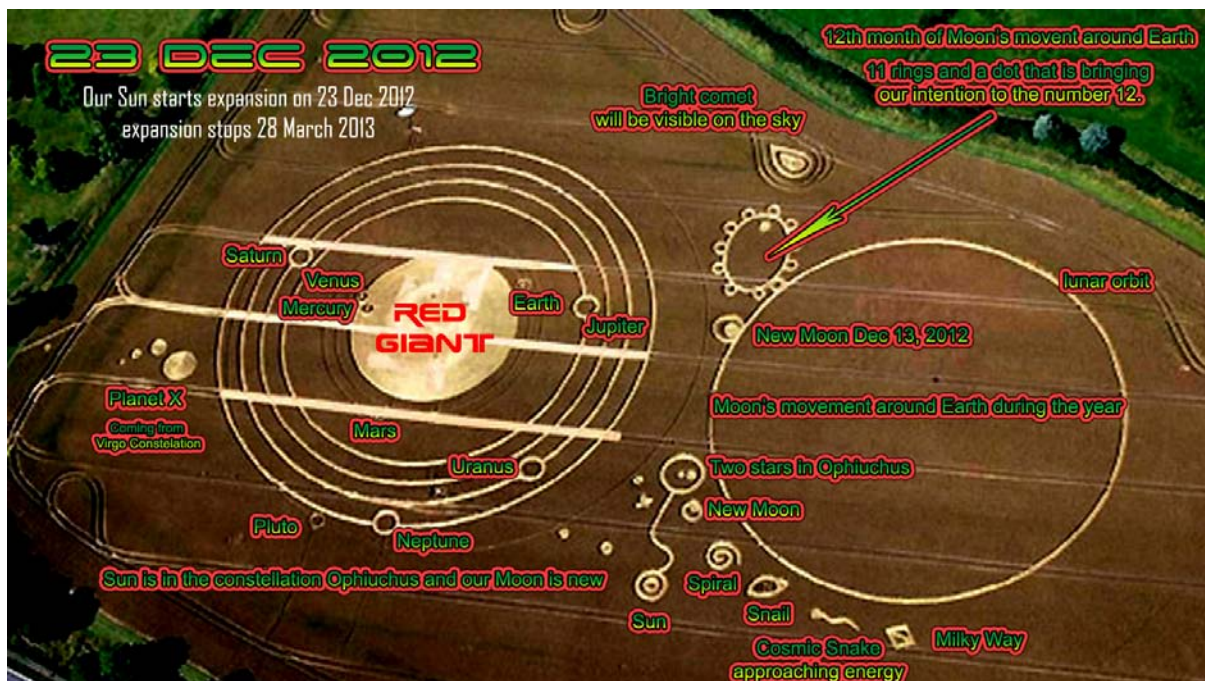 23 DEC 2012
Our Sun starts expansion on 23 Dec 2012
expansion stops 28 March 2013
12th month of Moon's movent around Earth
11 rings and a dot that is bringing
our intention to the number 12.
Bright comet
will be visible on the sky
Saturn
Venus
Mercury
RED
GIANT
Earth
Jupiter
lunar orbit
New Moon Dec 13, 2012
Planet X
Coming from
Virgo Constelation
Mars
Moon's movement around Earth during the year
Uranus
Two stars in Ophiuchus
Pluto
Neptune
New Moon
Sun is in the constellation Ophiuchus and our Moon is new
Sun
Spiral
Snail
Cosmic Snake
approaching energy
Milky Way